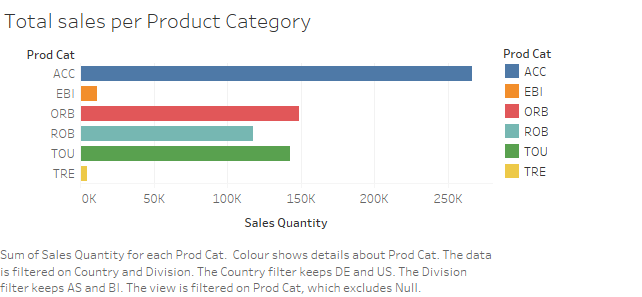 Total sales per Product Category
Prod Cat
ACC
EBI
ORB
ROB
TOU
TRE
0K 50K 100K 150K 200K 250K
Sales Quantity
Prod Cat
ACC
EBI
ORB
ROB
TOU
TRE
Sum of Sales Quantity for each Prod Cat. Colour shows details about Prod Cat. The data
is filtered on Country and Division. The Country filter keeps DE and US. The Division
filter keeps AS and BI. The view is filtered on Prod Cat, which excludes Null.